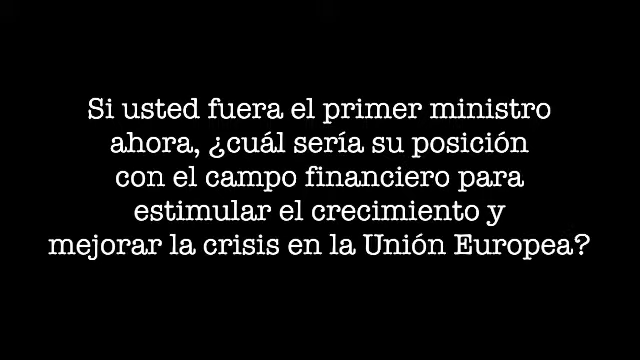 Si usted fuera el primer ministro
ahora, ¿cuál sería su posición
con el campo financiero para
estimular el crecimiento y
mejorar la crisis en la Unión Europea?